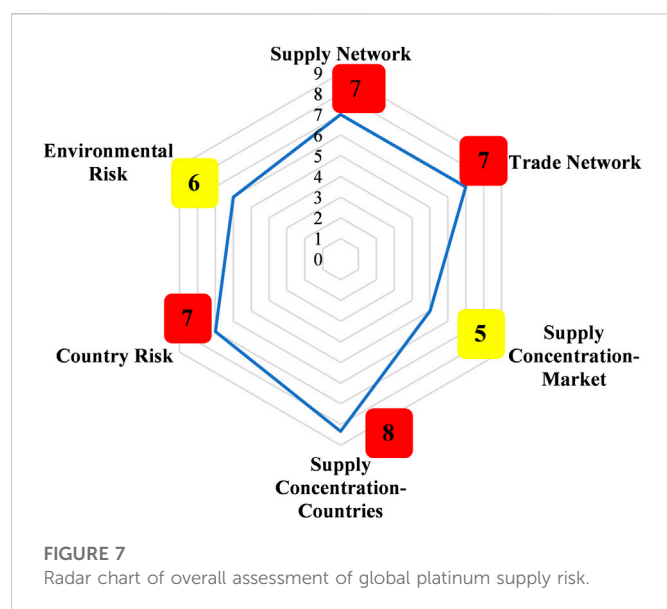 Supply Network
9
8
7
6
5
4
3
2
1
0
7
7
Trade Network
5
Supply
Concentration-
Market
8
Supply
Concentration-
Countries
7
Country Risk
6
Environmental
Risk
FIGURE 7
Radar chart of overall assessment of global platinum supply risk.